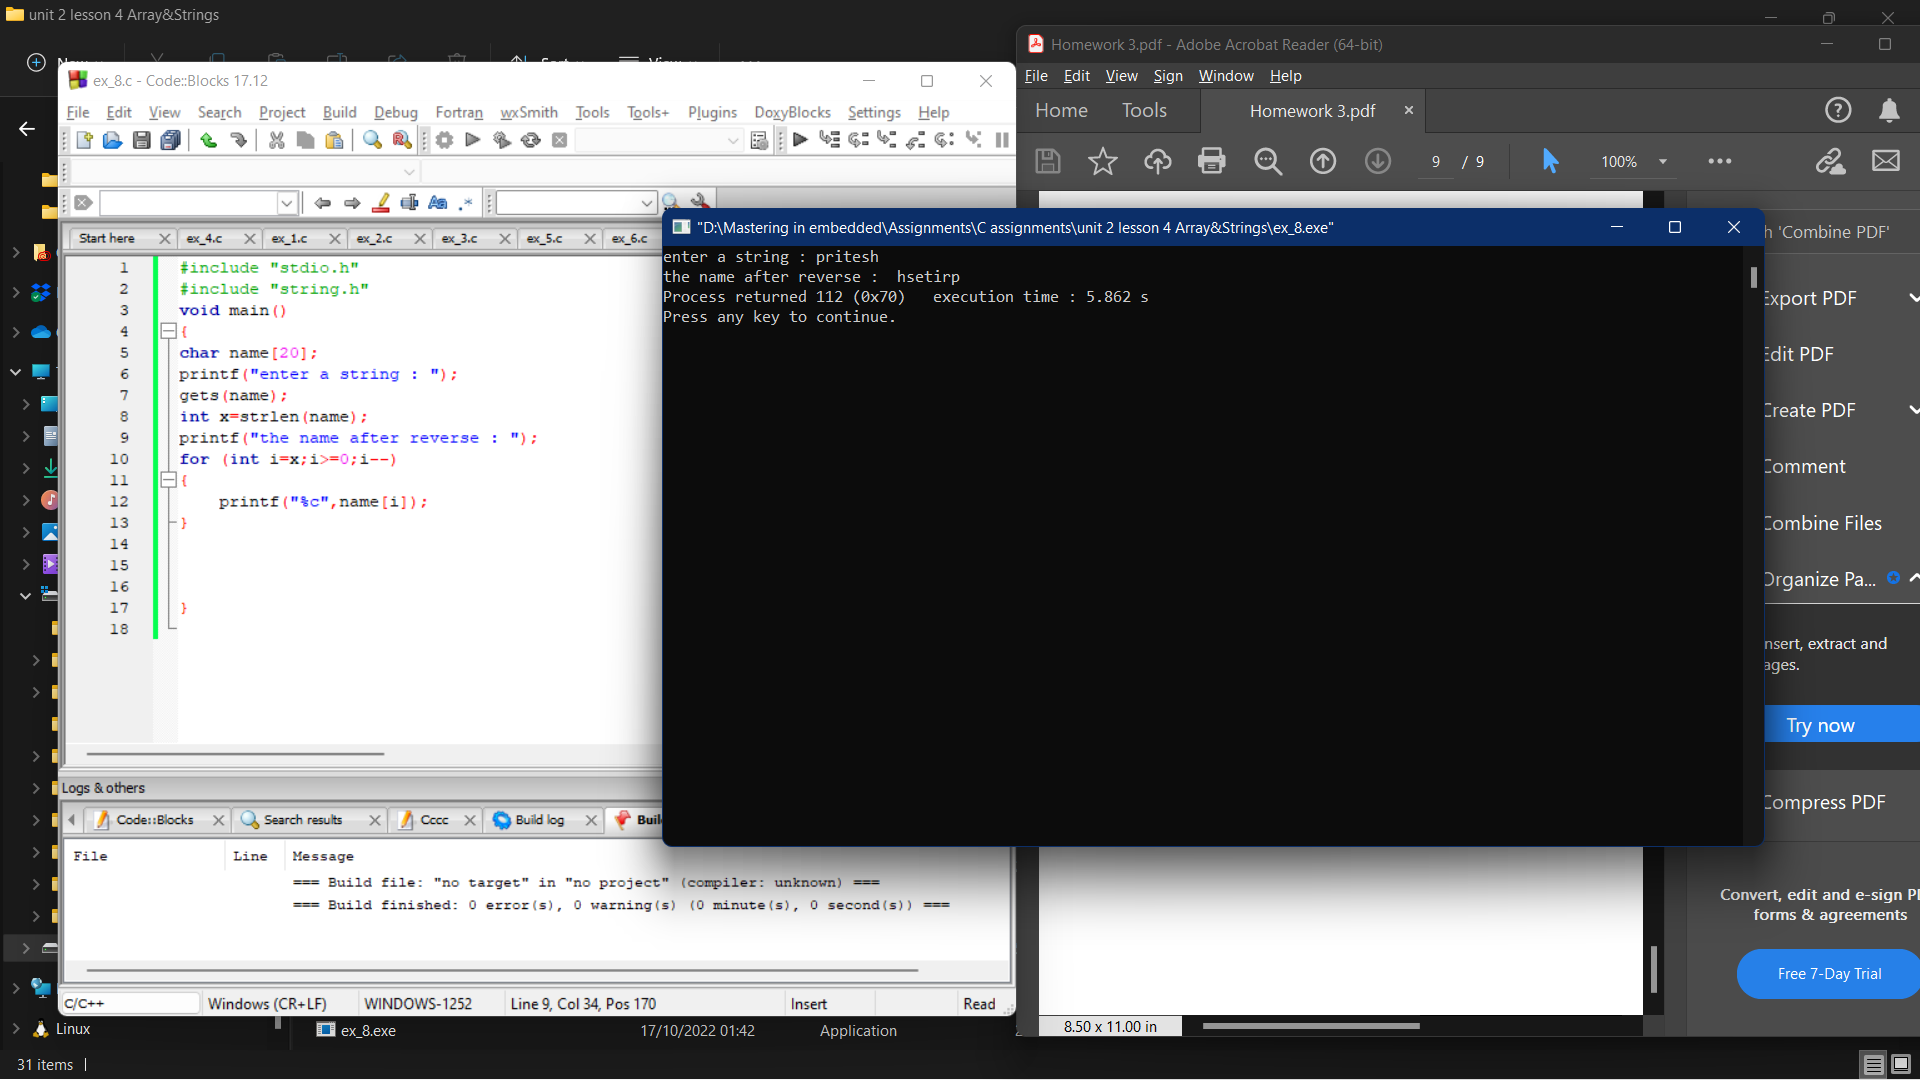 unit 2 lesson 4 Array&Strings
ex_8.c - Code::Blocks 17.12
File Edit View Search Project Build Debug Fortran wxSmith Tools Tools+ Plugins DoxyBlocks Settings Help
Start here ex_4.c ex_1.c ex_2.c ex_3.c ex_5.c ex_6.c
1 #include "stdio.h"
2 #include "string.h"
3 void main()
4 {
5 char name[20];
6 printf("enter a string : ");
7 gets(name);
8 int x=strlen(name);
9 printf("the name after reverse : ");
10 for (int i=x;i>=0;i--)
11 {
12 printf("%c",name[i]);
13 }
14
15
16
17 }
18
Logs & others
Code::Blocks Search results Cccc Build log Buil
File Line Message
=== Build file: "no target" in "no project" (compiler: unknown) ===
=== Build finished: 0 error(s), 0 warning(s) (0 minute(s), 0 second(s)) ===
C/C++ Windows (CR+LF) WINDOWS-1252 Line 9, Col 34, Pos 170 Insert Read
Linux
ex_8.exe 17/10/2022 01:42 Application
31 items
"D:\Mastering in embedded\Assignments\C assignments\unit 2 lesson 4 Array&Strings\ex_8.exe"
enter a string : pritesh
the name after reverse :  hsetirp
Process returned 112 (0x70)   execution time : 5.862 s
Press any key to continue.
Homework 3.pdf - Adobe Acrobat Reader (64-bit)
File Edit View Sign Window Help
Home Tools Homework 3.pdf
9 / 9 100%
'Combine PDF'
Export PDF
Edit PDF
Create PDF
Comment
Combine Files
Organize Pa...
nsert, extract and
ages.
Try now
Compress PDF
Convert, edit and e-sign
forms & agreements
Free 7-Day Trial
8.50 x 11.00 in